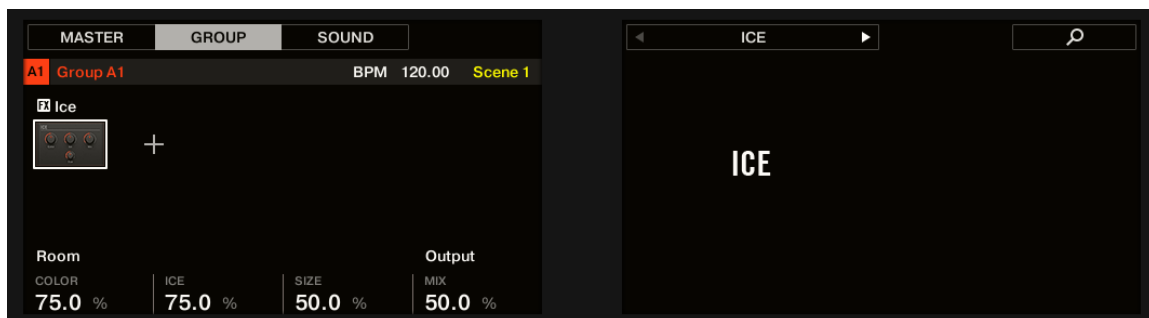 MASTER GROUP SOUND
A1 Group A1 BPM 120.00 Scene 1
FX Ice
Room Output
COLOR ICE SIZE MIX
75.0 % 75.0 % 50.0 % 50.0 %
ICE
ICE